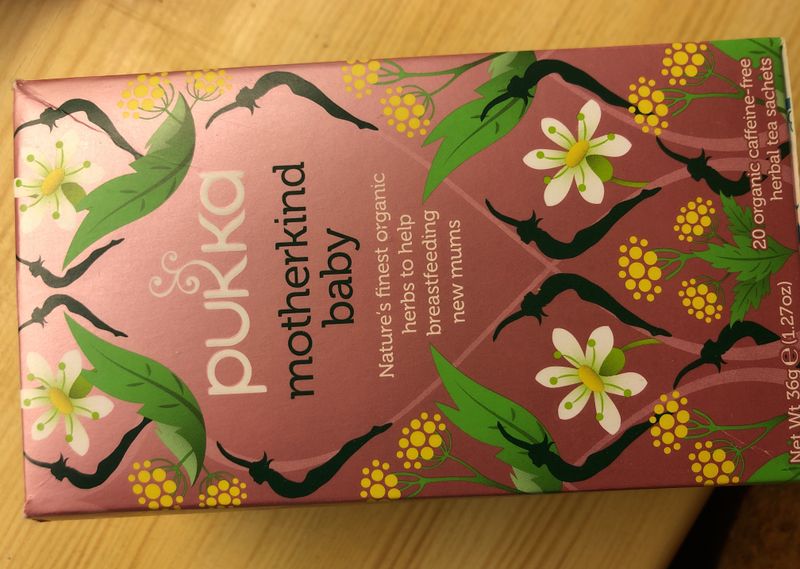 pukka
motherkind
baby
Nature's finest organic
herbs to help
breastfeeding
new mums
20 organic caffeine-free
herbal tea sachets
Net Wt 36g ℮ (1.27oz)